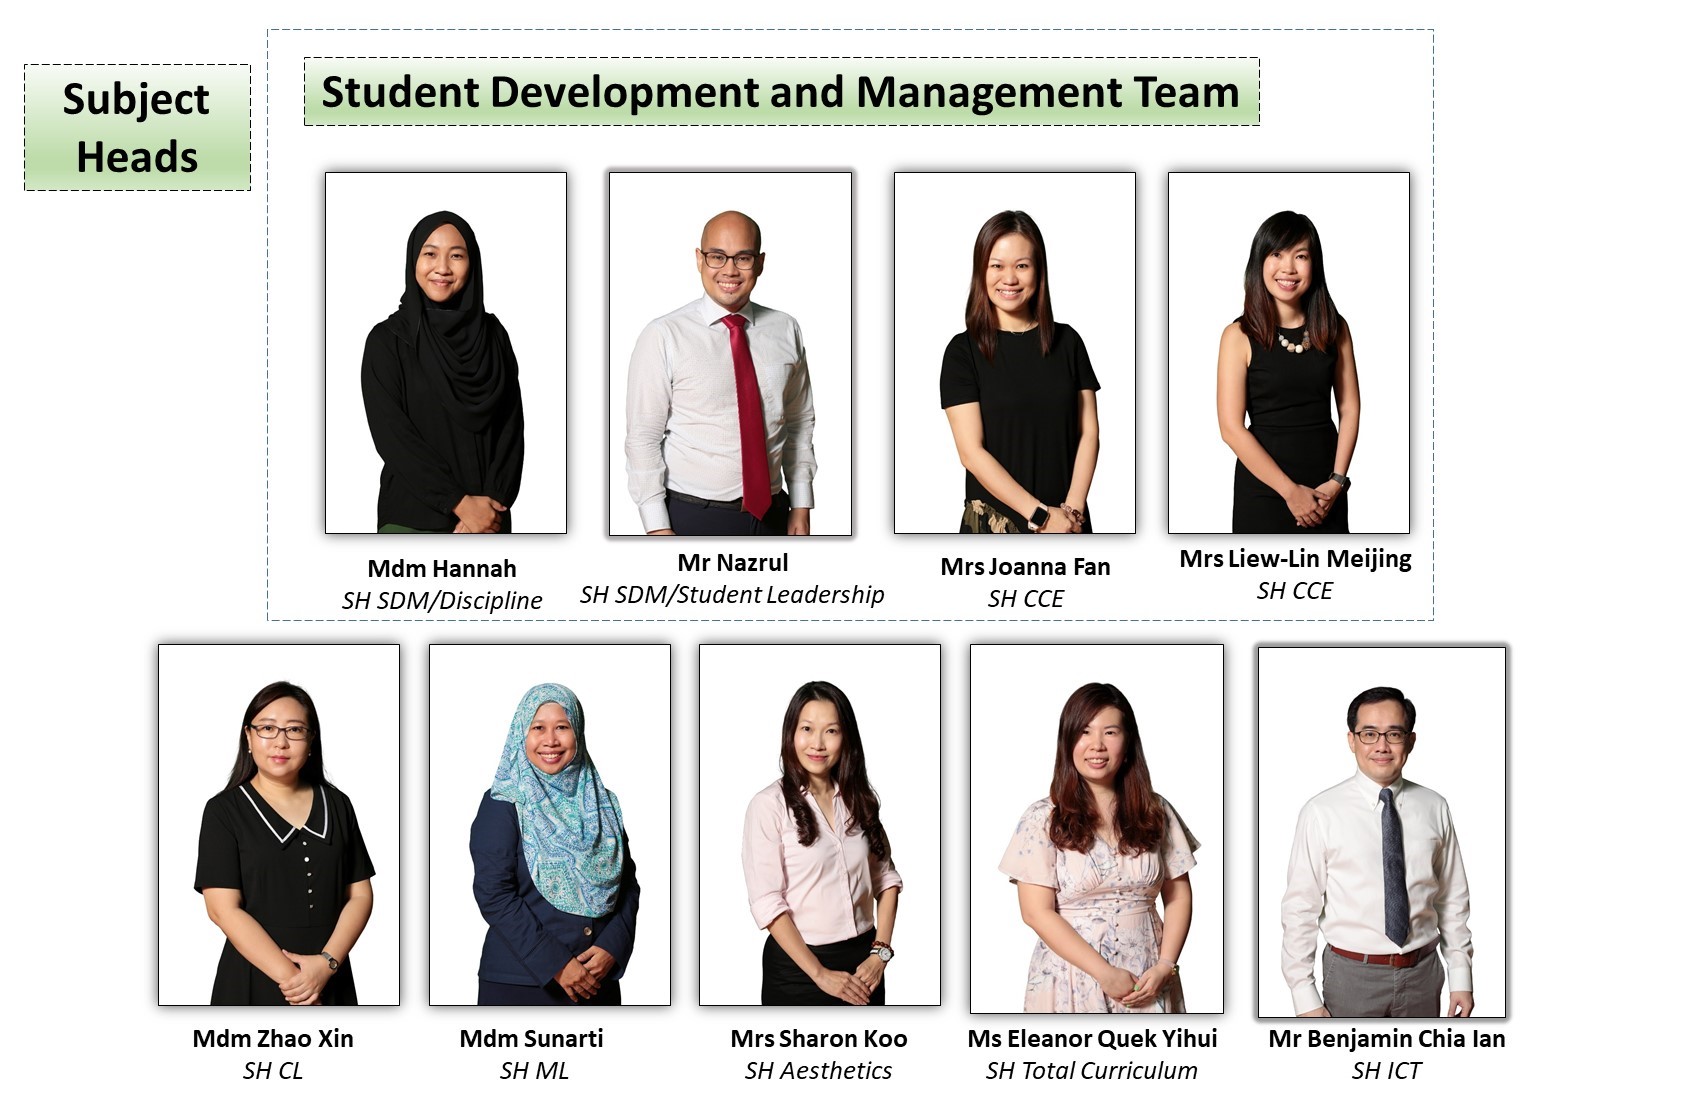 Subject
Heads
Student Development and Management Team
Mdm Hannah
SH SDM/Discipline
Mr Nazrul
SH SDM/Student Leadership
Mrs Joanna Fan
SH CCE
Mrs Liew-Lin Meijing
SH CCE
Mdm Zhao Xin
SH CL
Mdm Sunarti
SH ML
Mrs Sharon Koo
SH Aesthetics
Ms Eleanor Quek Yihui
SH Total Curriculum
Mr Benjamin Chia Ian
SH ICT